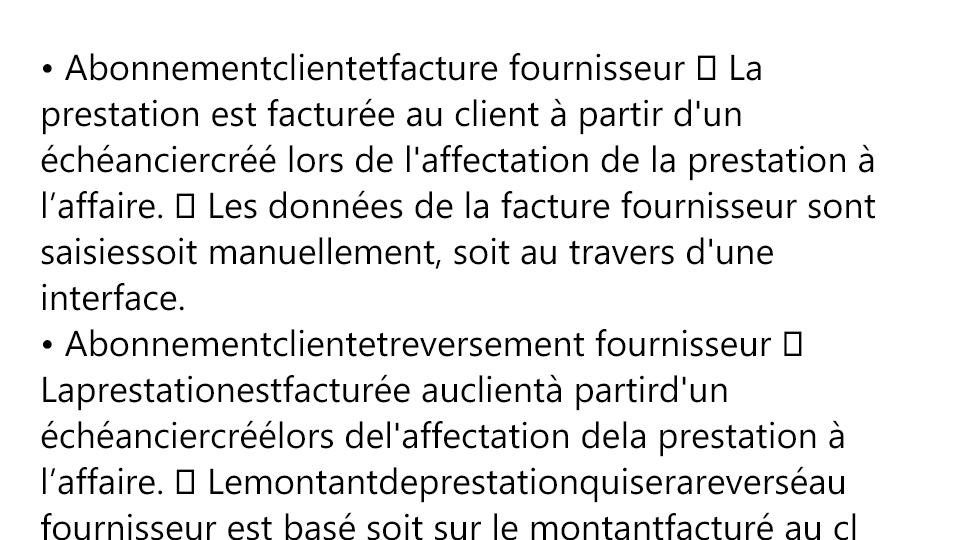 • Abonnementclientetfacture fournisseur  La
prestation est facturée au client à partir d'un
échéanciercréé lors de l'affectation de la prestation à
l’affaire.  Les données de la facture fournisseur sont
saisiessoit manuellement, soit au travers d'une
interface.
• Abonnementclientetreversement fournisseur 
Laprestationestfacturée auclientà partird'un
échéanciercréélors del'affectation dela prestation à
l’affaire.  Lemontantdeprestationquiserareverséau
fournisseur est basé soit sur le montantfacturé au cl